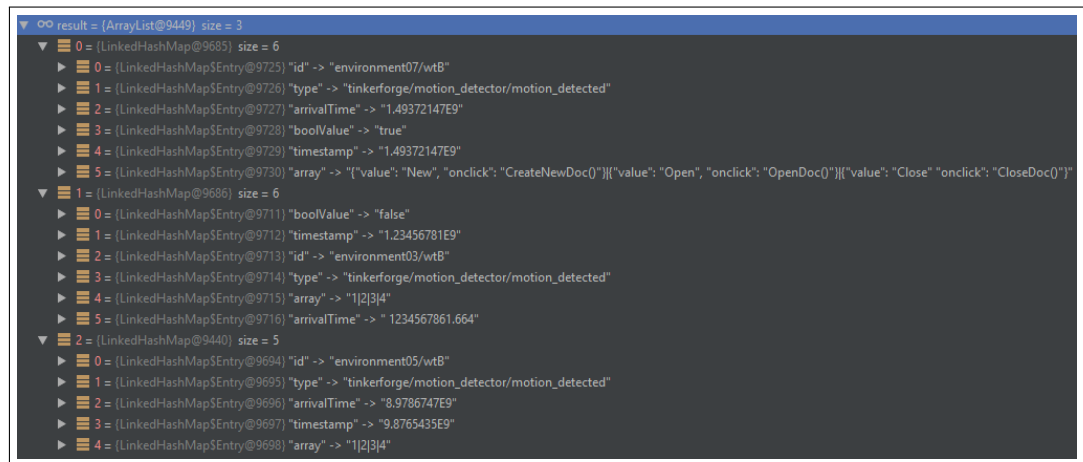 result = {ArrayList@9449} size = 3
0 = {LinkedHashMap@9685} size = 6
0 = {LinkedHashMap$Entry@9725} "id" -> "environment07/wtB"
1 = {LinkedHashMap$Entry@9726} "type" -> "tinkerforge/motion_detector/motion_detected"
2 = {LinkedHashMap$Entry@9727} "arrivalTime" -> "1.49372147E9"
3 = {LinkedHashMap$Entry@9728} "boolValue" -> "true"
4 = {LinkedHashMap$Entry@9729} "timestamp" -> "1.49372147E9"
5 = {LinkedHashMap$Entry@9730} "array" -> "{"value": "New", "onclick": "CreateNewDoc()"}|{"value": "Open", "onclick": "OpenDoc()"}|{"value": "Close" "onclick": "CloseDoc()"}"
1 = {LinkedHashMap@9686} size = 6
0 = {LinkedHashMap$Entry@9711} "boolValue" -> "false"
1 = {LinkedHashMap$Entry@9712} "timestamp" -> "1.23456781E9"
2 = {LinkedHashMap$Entry@9713} "id" -> "environment03/wtB"
3 = {LinkedHashMap$Entry@9714} "type" -> "tinkerforge/motion_detector/motion_detected"
4 = {LinkedHashMap$Entry@9715} "array" -> "1|2|3|4"
5 = {LinkedHashMap$Entry@9716} "arrivalTime" -> " 1234567861.664"
2 = {LinkedHashMap@9440} size = 5
0 = {LinkedHashMap$Entry@9694} "id" -> "environment05/wtB"
1 = {LinkedHashMap$Entry@9695} "type" -> "tinkerforge/motion_detector/motion_detected"
2 = {LinkedHashMap$Entry@9696} "arrivalTime" -> "8.9786747E9"
3 = {LinkedHashMap$Entry@9697} "timestamp" -> "9.8765435E9"
4 = {LinkedHashMap$Entry@9698} "array" -> "1|2|3|4"